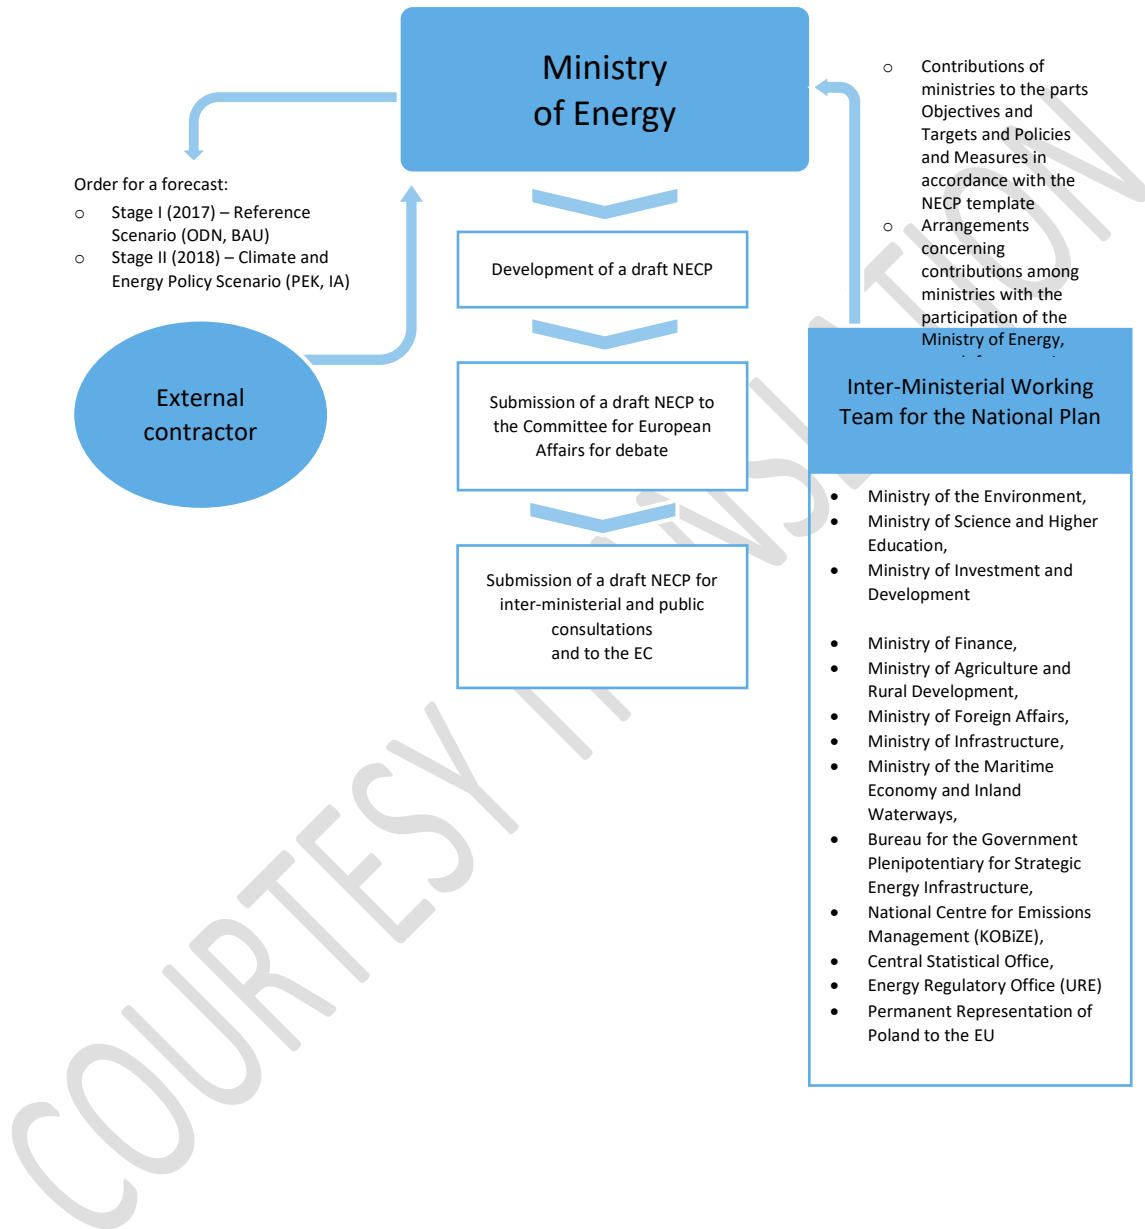 Ministry
of Energy
Order for a forecast:
o Stage I (2017) – Reference
Scenario (ODN, BAU)
o Stage II (2018) – Climate and
Energy Policy Scenario (PEK, IA)
External
contractor
Development of a draft NECP
Submission of a draft NECP to
the Committee for European
Affairs for debate
Submission of a draft NECP for
inter-ministerial and public
consultations
and to the EC
o Contributions of
ministries to the parts
Objectives and
Targets and Policies
and Measures in
accordance with the
NECP template
o Arrangements
concerning
contributions among
ministries with the
participation of the
Ministry of Energy,
Inter-Ministerial Working
Team for the National Plan
• Ministry of the Environment,
• Ministry of Science and Higher
Education,
• Ministry of Investment and
Development
• Ministry of Finance,
• Ministry of Agriculture and
Rural Development,
• Ministry of Foreign Affairs,
• Ministry of Infrastructure,
• Ministry of the Maritime
Economy and Inland
Waterways,
• Bureau for the Government
Plenipotentiary for Strategic
Energy Infrastructure,
• National Centre for Emissions
Management (KOBiZE),
• Central Statistical Office,
• Energy Regulatory Office (URE)
• Permanent Representation of
Poland to the EU
COURTESY TRANSLATION